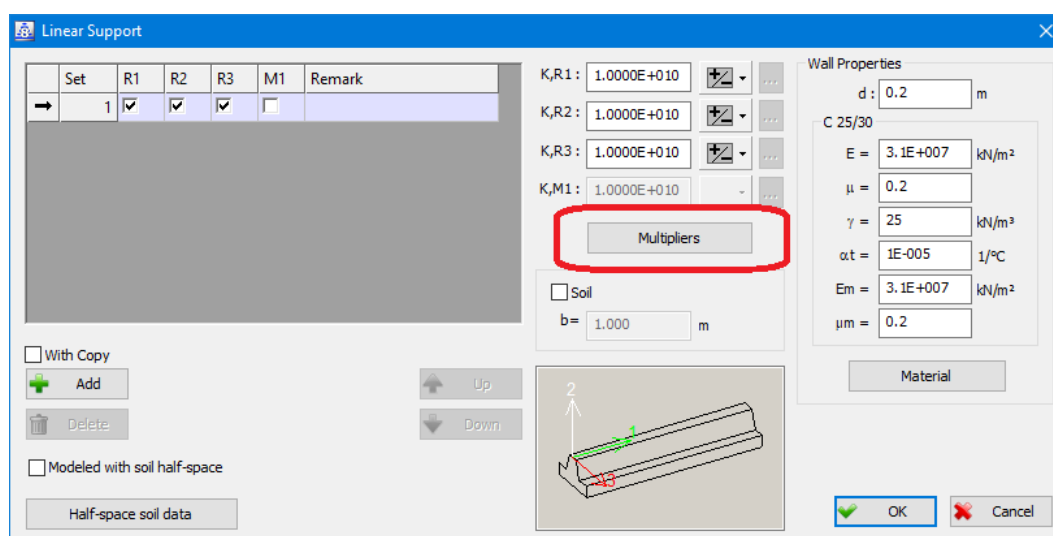 Linear Support
Set R1 R2 R3 M1 Remark
1
With Copy
Add
Up
Delete
Down
Modeled with soil half-space
Half-space soil data
K,R1: 1.0000E+010 ...
K,R2: 1.0000E+010 ...
K,R3: 1.0000E+010 ...
K,M1: 1.0000E+010 ...
Multipliers
Soil
b= 1.000 m
2
1
3
Wall Properties
d: 0.2 m
C 25/30
E = 3.1E+007 kN/m²
μ = 0.2
γ = 25 kN/m³
αt = 1E-005 1/°C
Em = 3.1E+007 kN/m²
μm = 0.2
Material
OK
Cancel